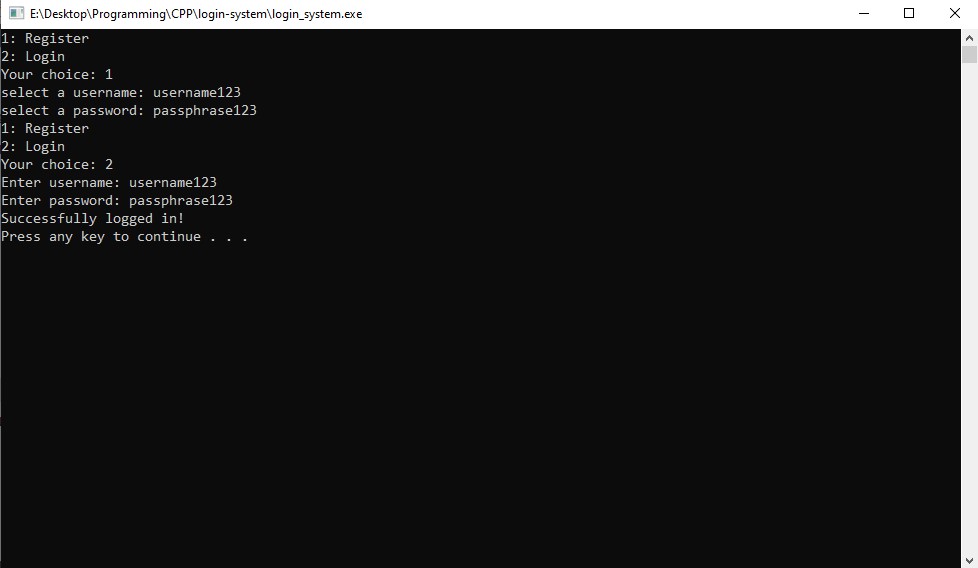 E:\Desktop\Programming\CPP\login-system\login_system.exe
1: Register
2: Login
Your choice: 1
select a username: username123
select a password: passphrase123
1: Register
2: Login
Your choice: 2
Enter username: username123
Enter password: passphrase123
Successfully logged in!
Press any key to continue . . .